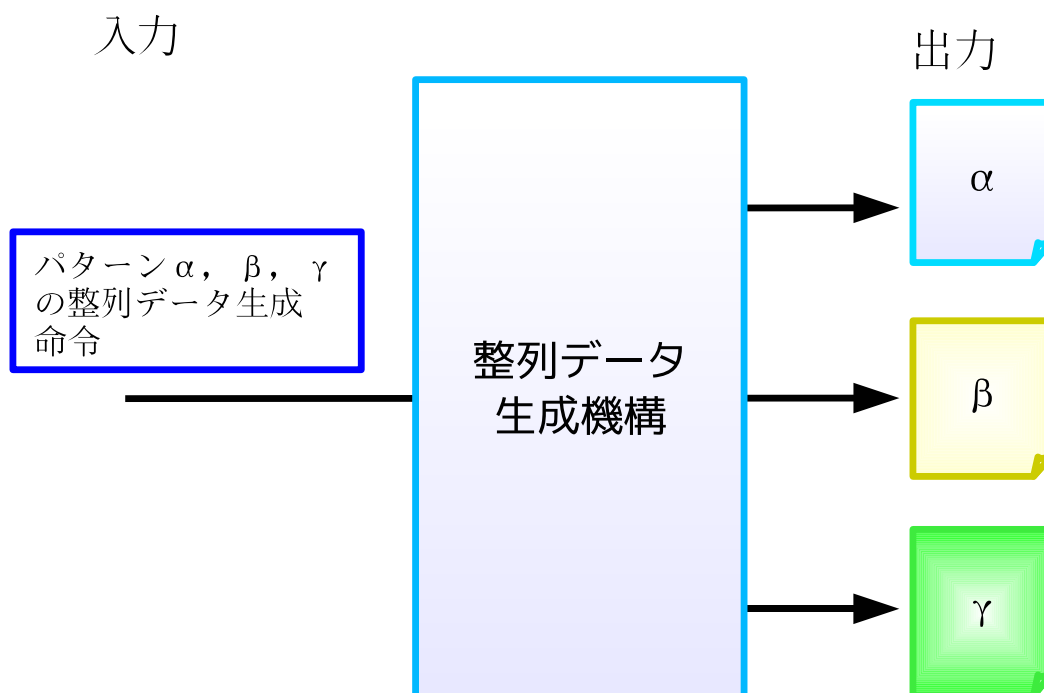 入力
出力
パターンα，β，γ
の整列データ生成
命令
整列データ
生成機構
α
β
γ